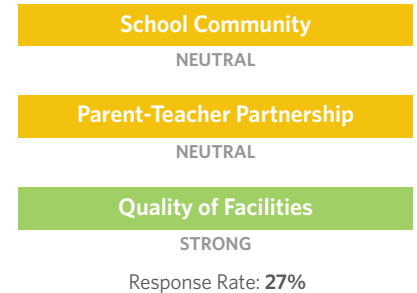 School Community
NEUTRAL
Parent-Teacher Partnership
NEUTRAL
Quality of Facilities
STRONG
Response Rate: 27%